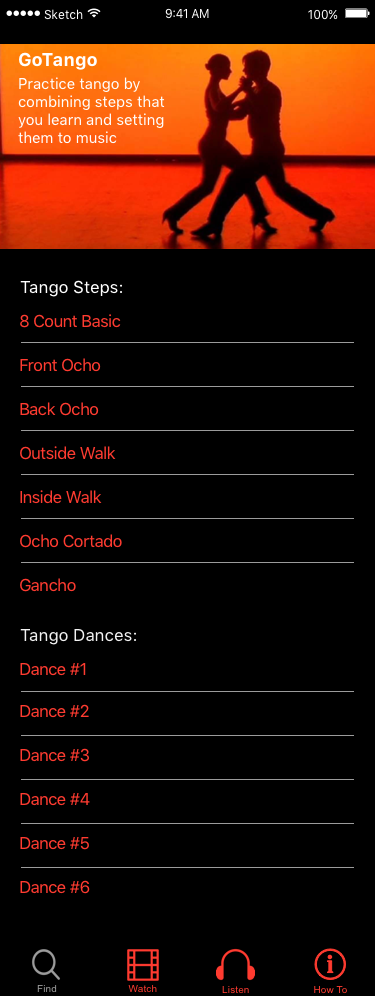 Sketch 9:41 AM 100%
GoTango
Practice tango by
combining steps that
you learn and setting
them to music
Tango Steps:
8 Count Basic
Front Ocho
Back Ocho
Outside Walk
Inside Walk
Ocho Cortado
Gancho
Tango Dances:
Dance #1
Dance #2
Dance #3
Dance #4
Dance #5
Dance #6
Find Watch Listen How To